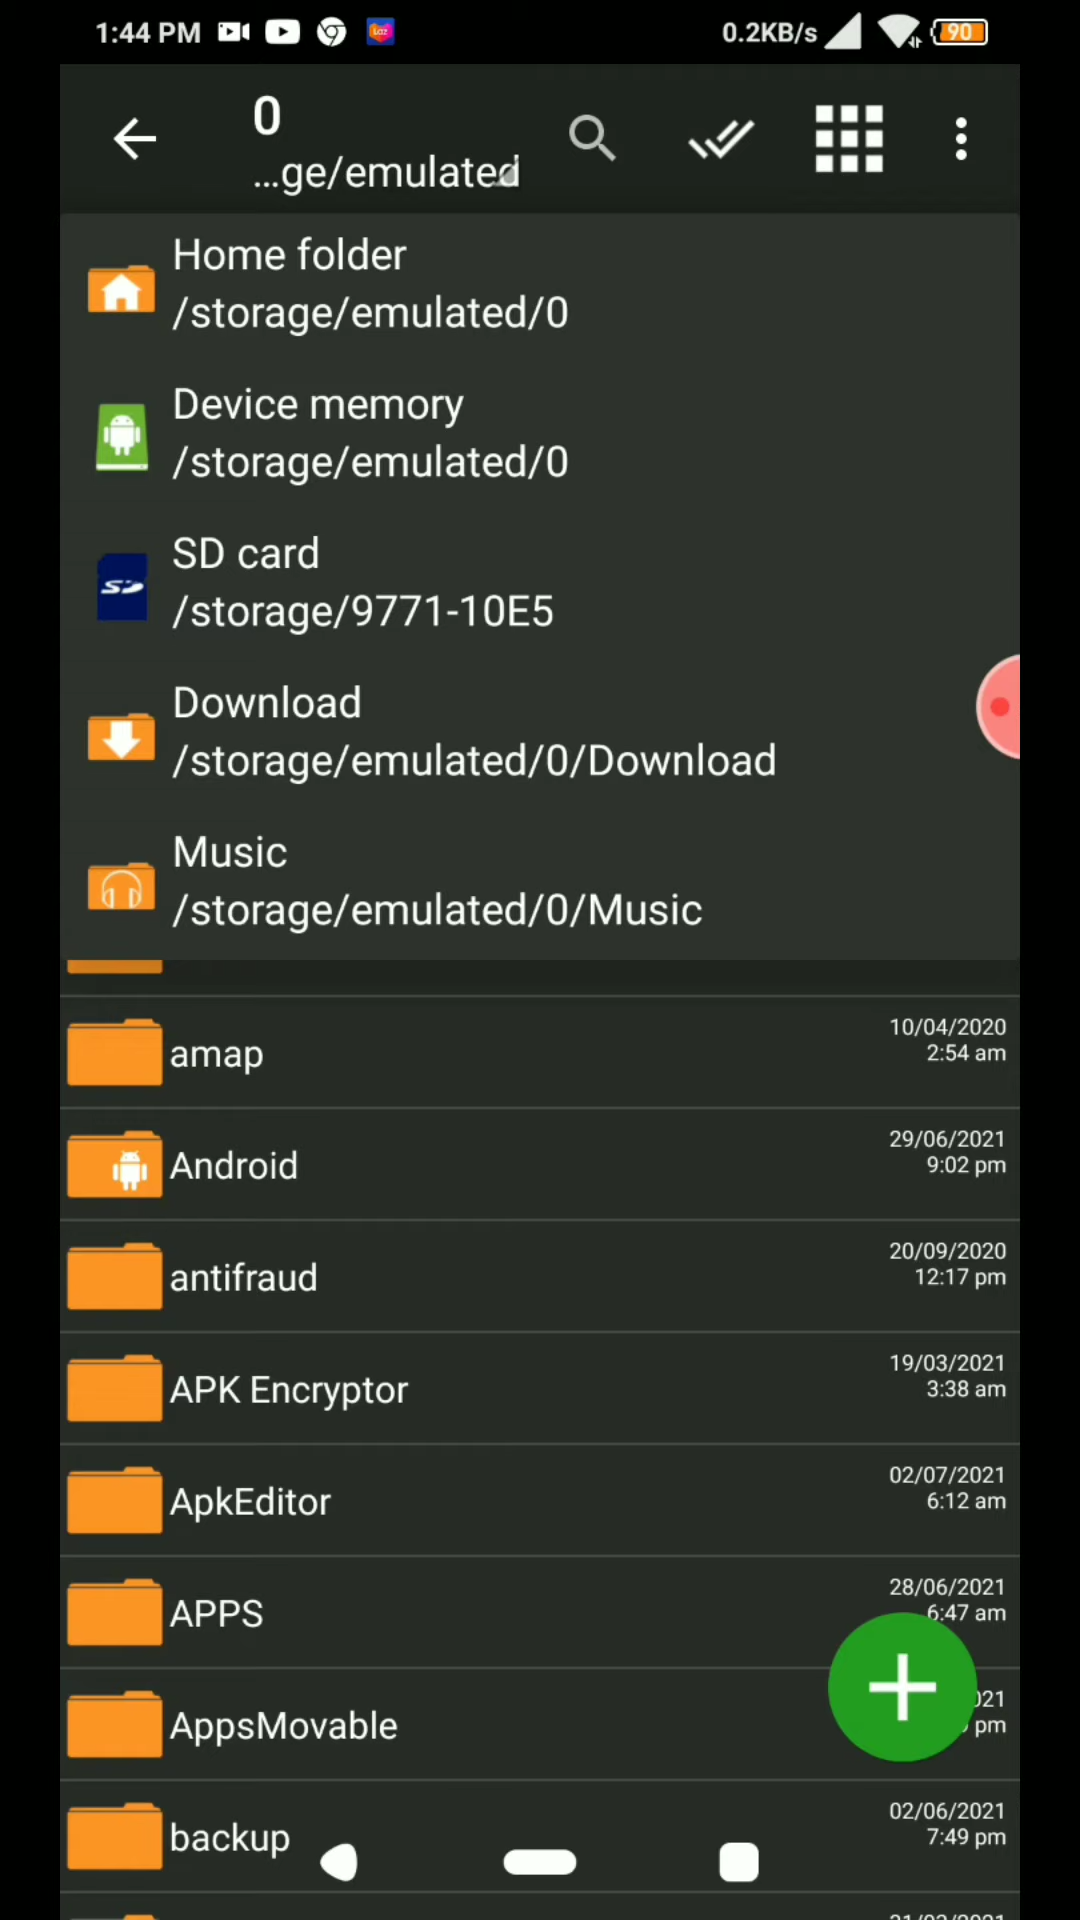 1:44 PM
0.2KB/s
90
0
...ge/emulated
Home folder
/storage/emulated/0
Device memory
/storage/emulated/0
SD card
/storage/9771-10E5
Download
/storage/emulated/0/Download
Music
/storage/emulated/0/Music
amap
10/04/2020
2:54 am
Android
29/06/2021
9:02 pm
antifraud
20/09/2020
12:17 pm
APK Encryptor
19/03/2021
3:38 am
ApkEditor
02/07/2021
6:12 am
APPS
28/06/2021
6:47 am
AppsMovable
021
pm
backup
02/06/2021
7:49 pm